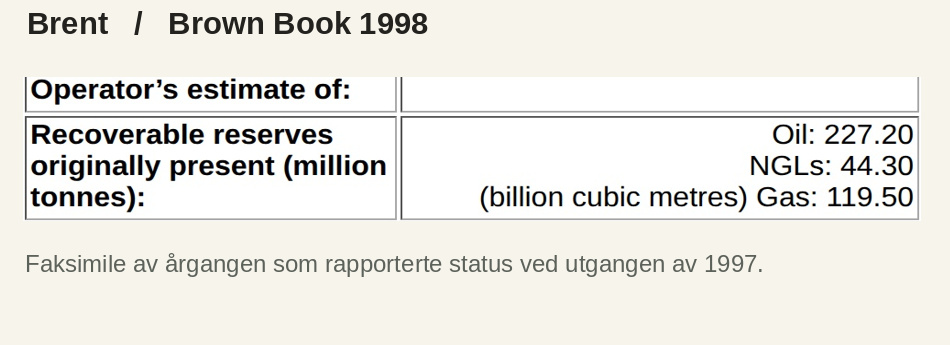 Brent / Brown Book 1998
Operator’s estimate of:
Recoverable reserves
originally present (million
tonnes):
Oil: 227.20
NGLs: 44.30
(billion cubic metres) Gas: 119.50
Faksimile av årgangen som rapporterte status ved utgangen av 1997.